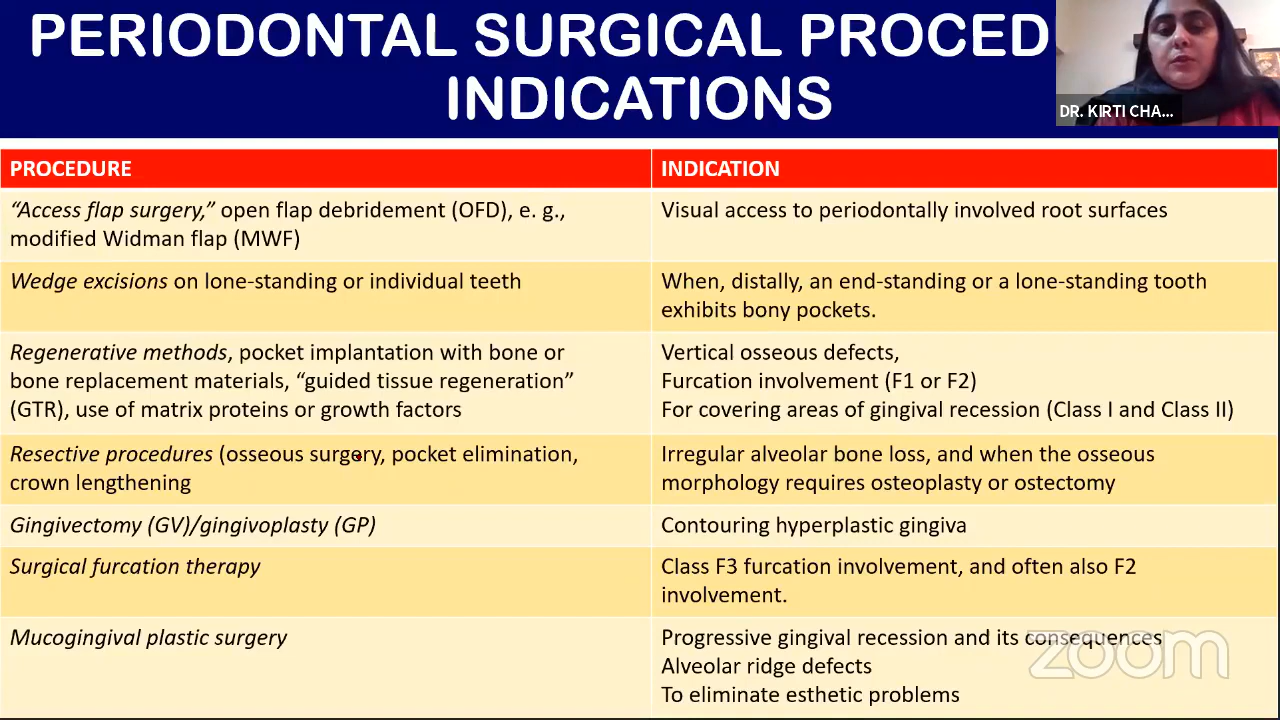 PERIODONTAL SURGICAL PROCED
INDICATIONS
DR. KIRTI CHA...
PROCEDURE
INDICATION
“Access flap surgery,” open flap debridement (OFD), e. g.,
modified Widman flap (MWF)
Visual access to periodontally involved root surfaces
Wedge excisions on lone-standing or individual teeth
When, distally, an end-standing or a lone-standing tooth
exhibits bony pockets.
Regenerative methods, pocket implantation with bone or
bone replacement materials, “guided tissue regeneration”
(GTR), use of matrix proteins or growth factors
Vertical osseous defects,
Furcation involvement (F1 or F2)
For covering areas of gingival recession (Class I and Class II)
Resective procedures (osseous surgery, pocket elimination,
crown lengthening
Irregular alveolar bone loss, and when the osseous
morphology requires osteoplasty or ostectomy
Gingivectomy (GV)/gingivoplasty (GP)
Contouring hyperplastic gingiva
Surgical furcation therapy
Class F3 furcation involvement, and often also F2
involvement.
Mucogingival plastic surgery
Progressive gingival recession and its consequences
Alveolar ridge defects
To eliminate esthetic problems
zoom